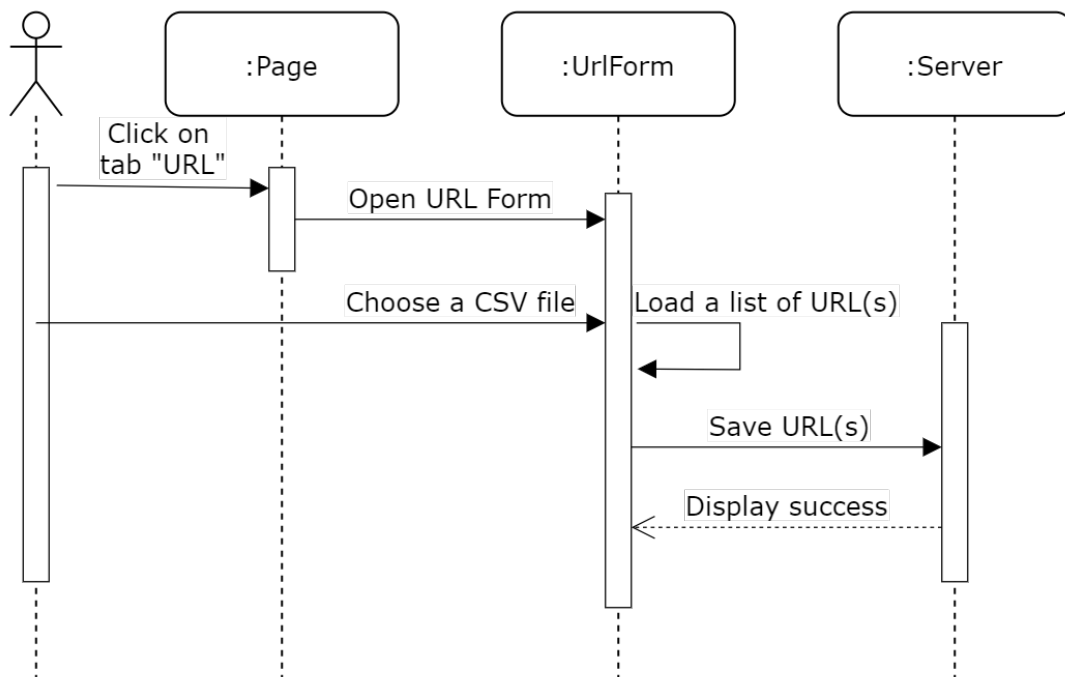 :Page
:UrlForm
:Server
Click on
tab "URL"
Open URL Form
Choose a CSV file
Load a list of URL(s)
Save URL(s)
Display success